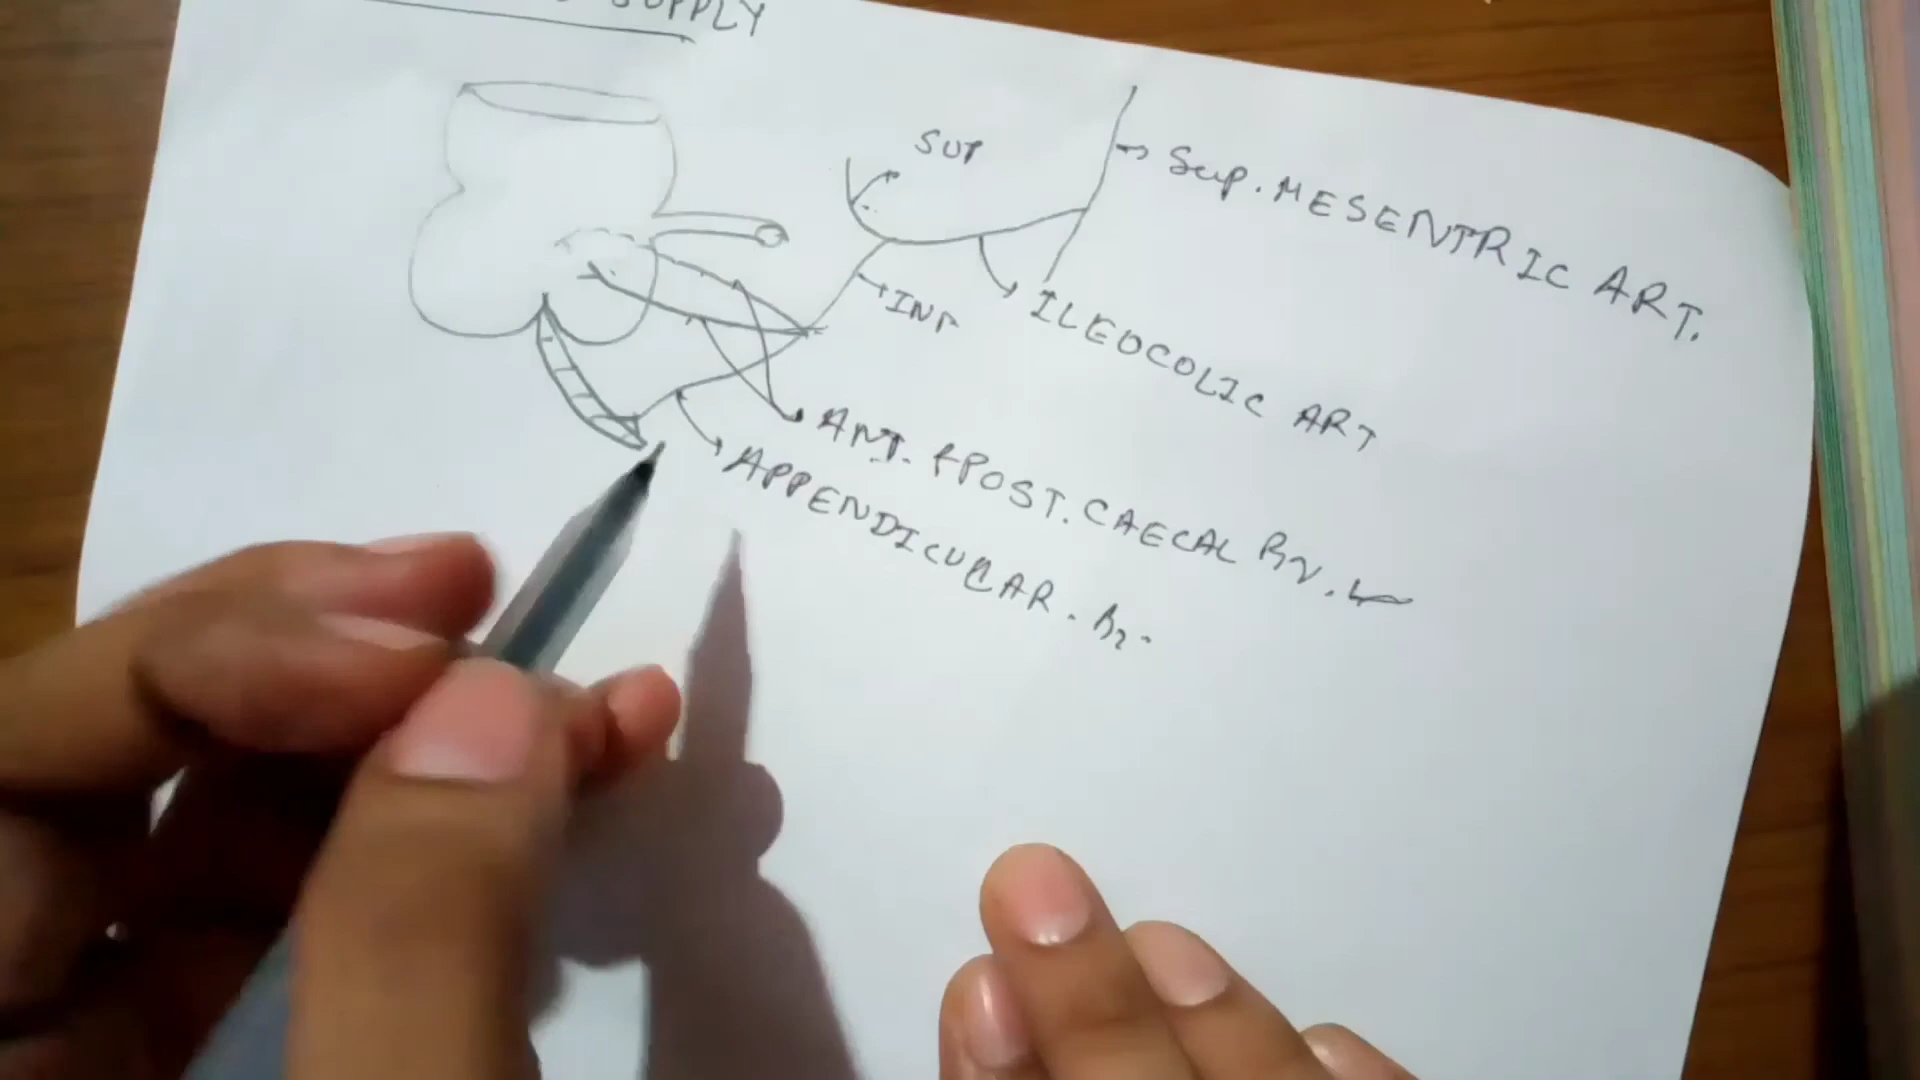 SUPPLY
SUP
Sup. MESENTRIC ART.
INF
ILEOCOLIC ART
ANT. & POST. CAECAL Br.
APPENDICULAR. Br.